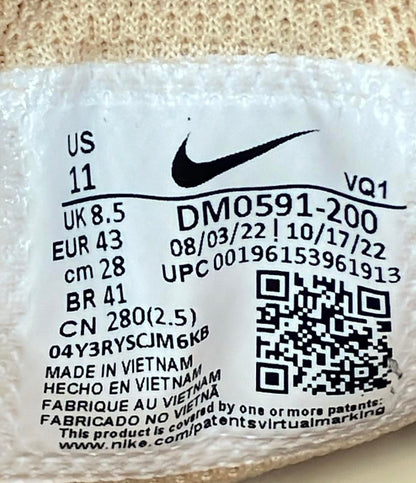 US
11
VQ1
UK 8.5
DM0591-200
EUR 43
08/03/22 | 10/17/22
cm 28
UPC 00196153961913
BR 41
CN 280(2.5)
04Y3RYSCJM6KB
MADE IN VIETNAM
HECHO EN VIETNAM
FABRIQUE AU VIETNAM
FABRICADO NO VIETNÃ
This product is covered by one or more patents:
www.nike.com/patentsvirtualmarking